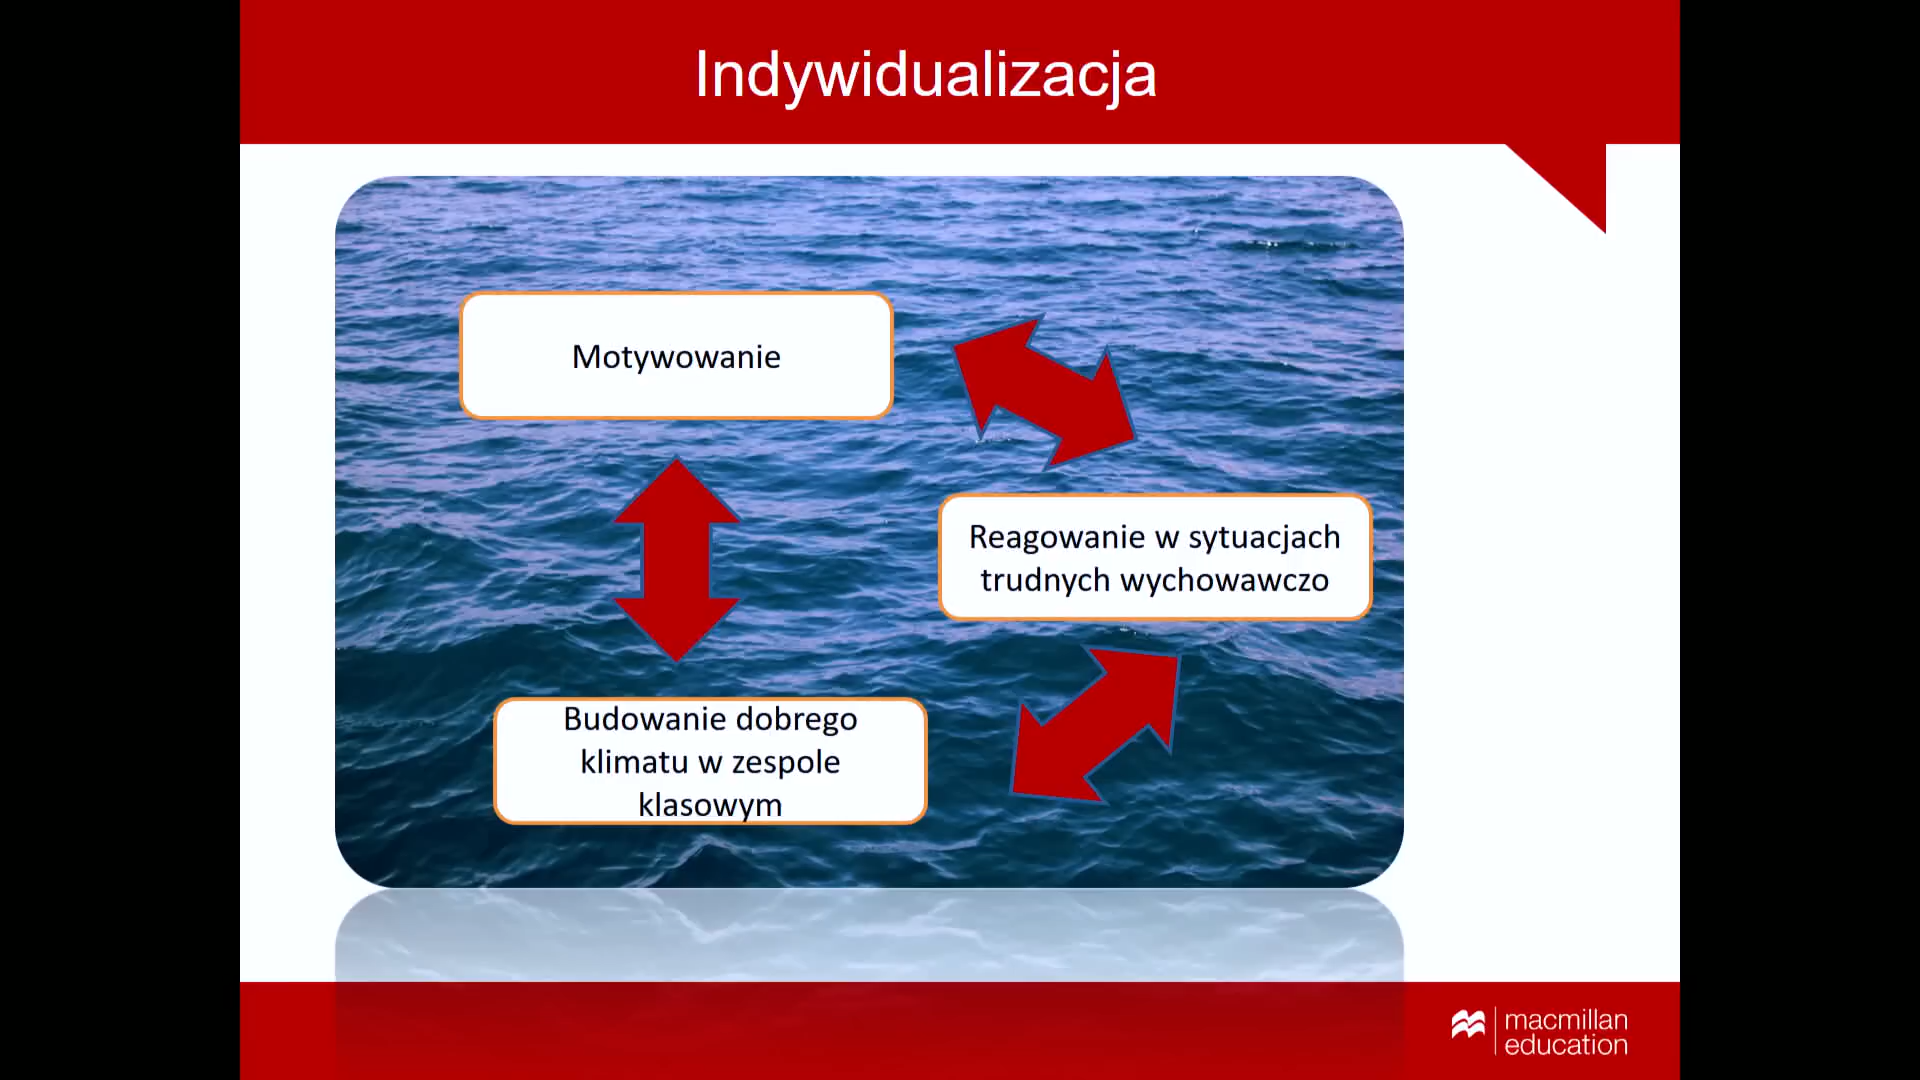 Indywidualizacja
Motywowanie
Reagowanie w sytuacjach
trudnych wychowawczo
Budowanie dobrego
klimatu w zespole
klasowym
macmillan
education